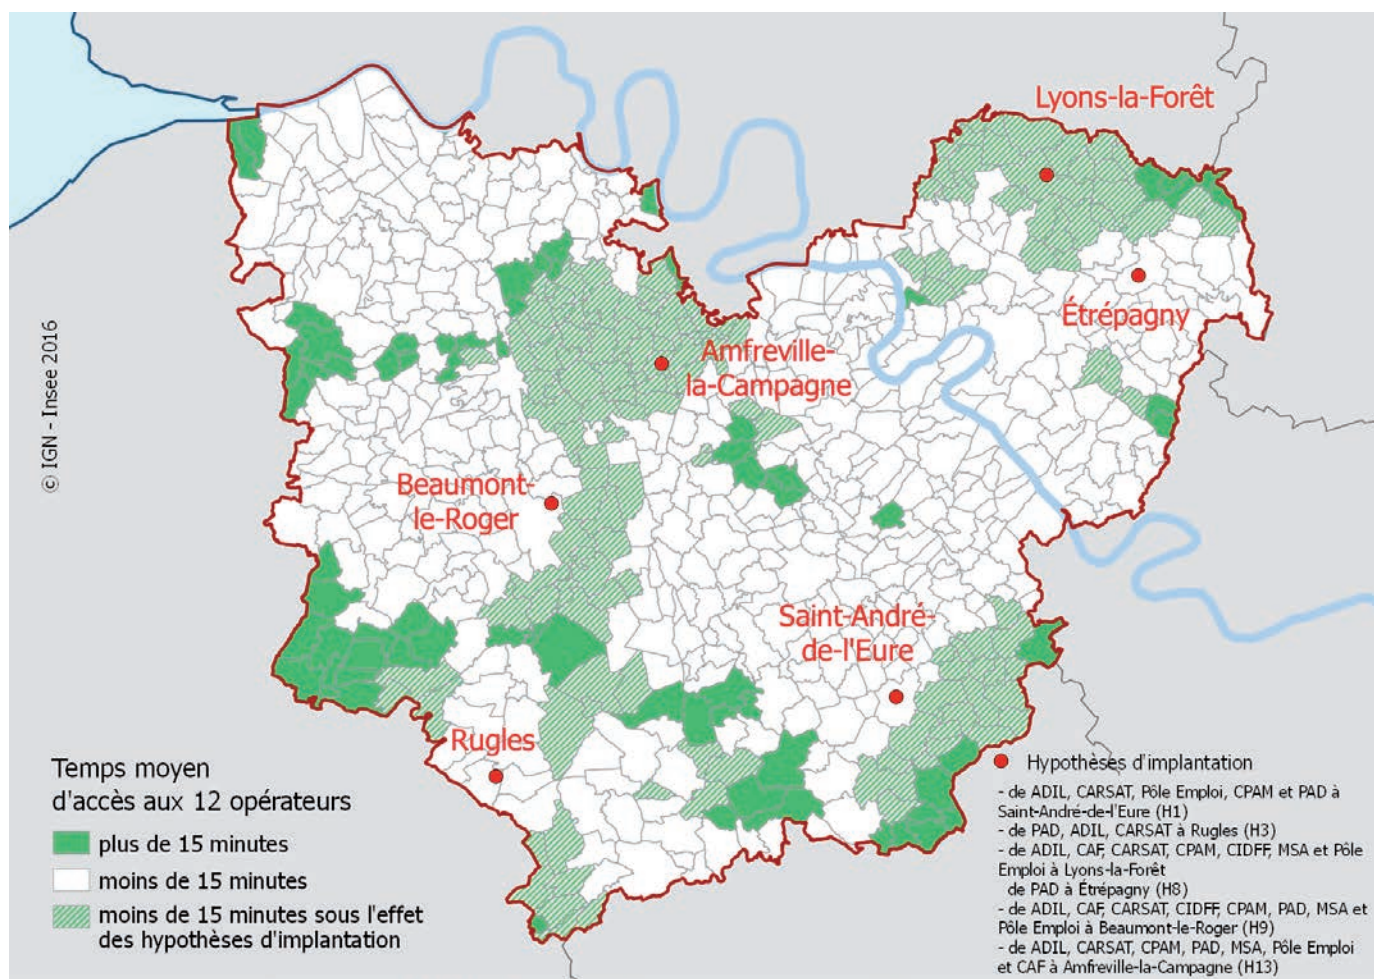 Lyons-la-Forêt
Étrépagny
Amfreville-
la-Campagne
Beaumont-
le-Roger
Saint-André-
de-l'Eure
Rugles
© IGN - Insee 2016
Temps moyen
d'accès aux 12 opérateurs
plus de 15 minutes
moins de 15 minutes
moins de 15 minutes sous l'effet
des hypothèses d'implantation
Hypothèses d'implantation
- de ADIL, CARSAT, Pôle Emploi, CPAM et PAD à
Saint-André-de-l'Eure (H1)
- de PAD, ADIL, CARSAT à Rugles (H3)
- de ADIL, CAF, CARSAT, CPAM, CIDFF, MSA et Pôle
Emploi à Lyons-la-Forêt
de PAD à Étrépagny (H8)
- de ADIL, CAF, CARSAT, CIDFF, CPAM, PAD, MSA et
Pôle Emploi à Beaumont-le-Roger (H9)
- de ADIL, CARSAT, CPAM, PAD, MSA, Pôle Emploi
et CAF à Amfreville-la-Campagne (H13)